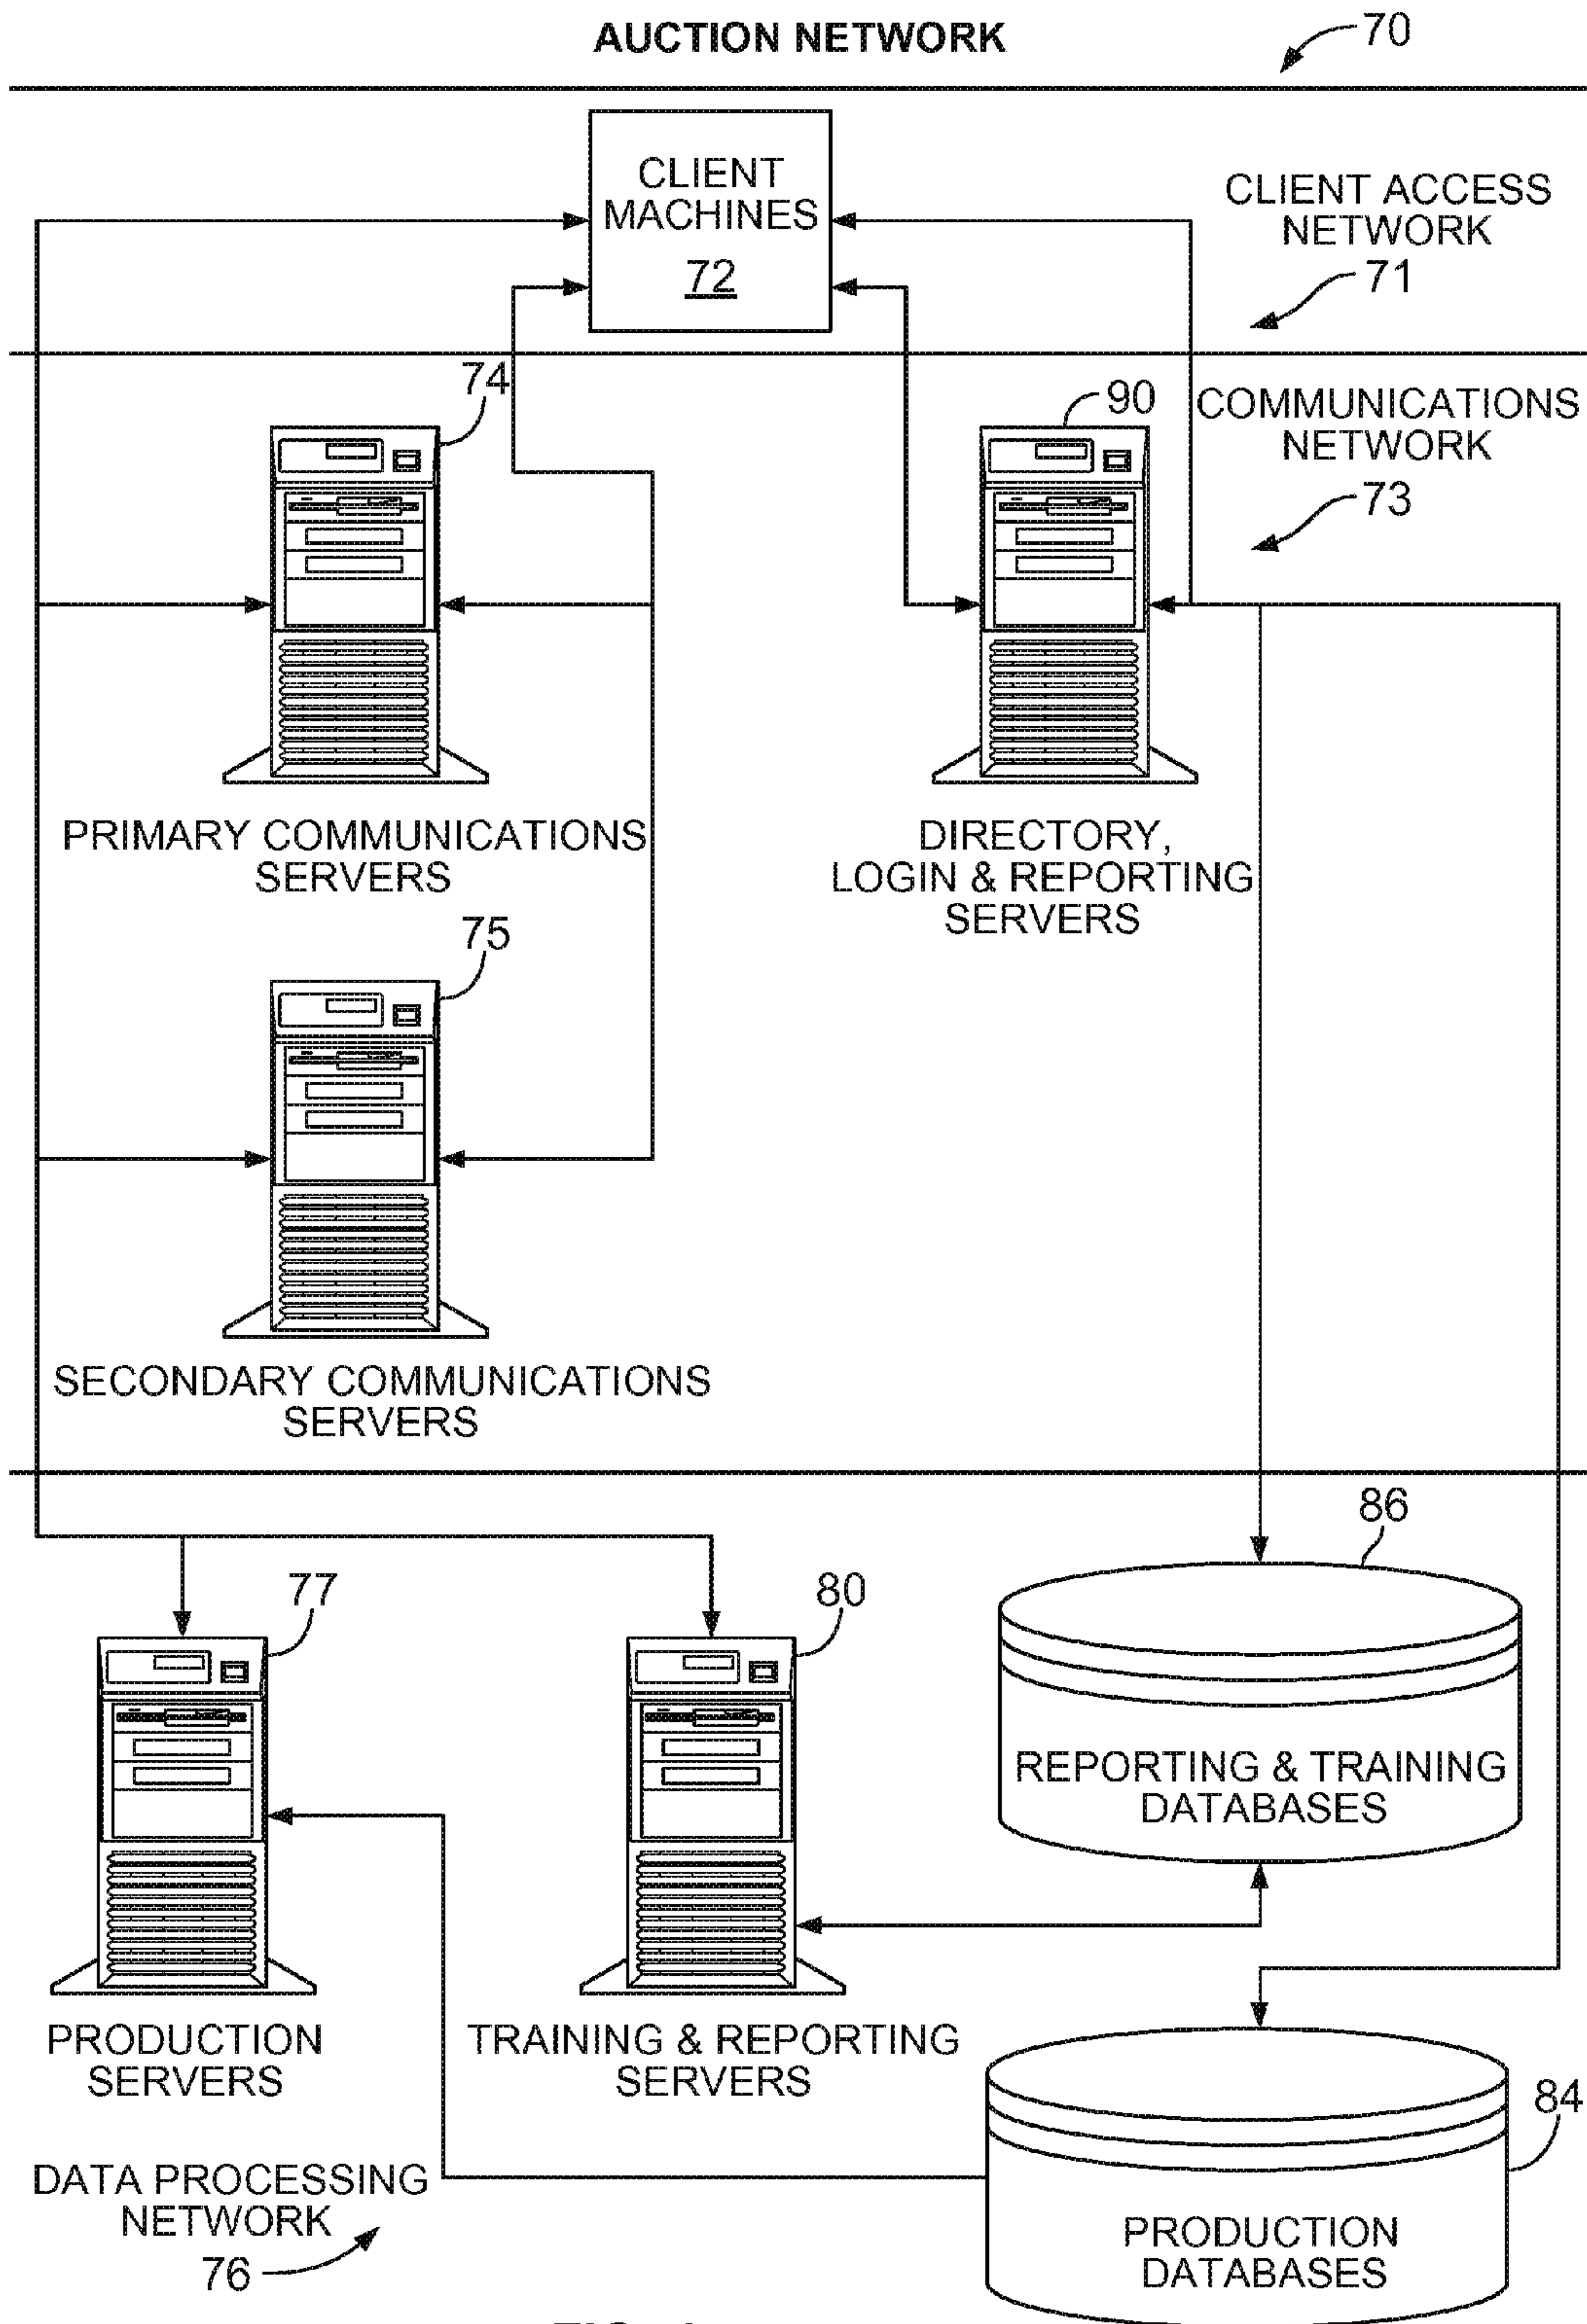 AUCTION NETWORK
70
CLIENT
MACHINES
72
CLIENT ACCESS
NETWORK
71
74
90
COMMUNICATIONS
NETWORK
73
PRIMARY COMMUNICATIONS
SERVERS
DIRECTORY,
LOGIN & REPORTING
SERVERS
75
SECONDARY COMMUNICATIONS
SERVERS
86
77
80
REPORTING & TRAINING
DATABASES
PRODUCTION
SERVERS
TRAINING & REPORTING
SERVERS
84
DATA PROCESSING
NETWORK
76
PRODUCTION
DATABASES